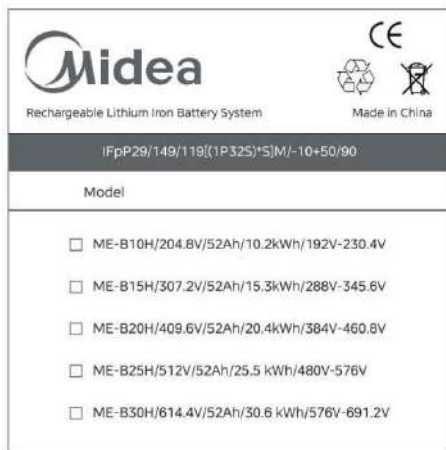 Midea
CE
Rechargeable Lithium Iron Battery System
Made in China
IFpP29/149/119[(1P32S)*S]M/-10+50/90
Model
ME-B10H/204.8V/52Ah/10.2kWh/192V-230.4V
ME-B15H/307.2V/52Ah/15.3kWh/288V-345.6V
ME-B20H/409.6V/52Ah/20.4kWh/384V-460.8V
ME-B25H/512V/52Ah/25.5 kWh/480V-576V
ME-B30H/614.4V/52Ah/30.6 kWh/576V-691.2V